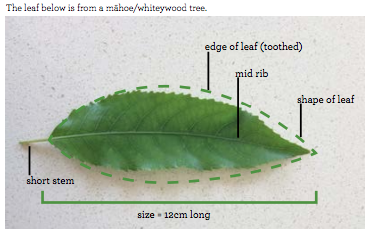 The leaf below is from a māhoe/whiteywood tree.
edge of leaf (toothed)
mid rib
shape of leaf
short stem
size = 12cm long